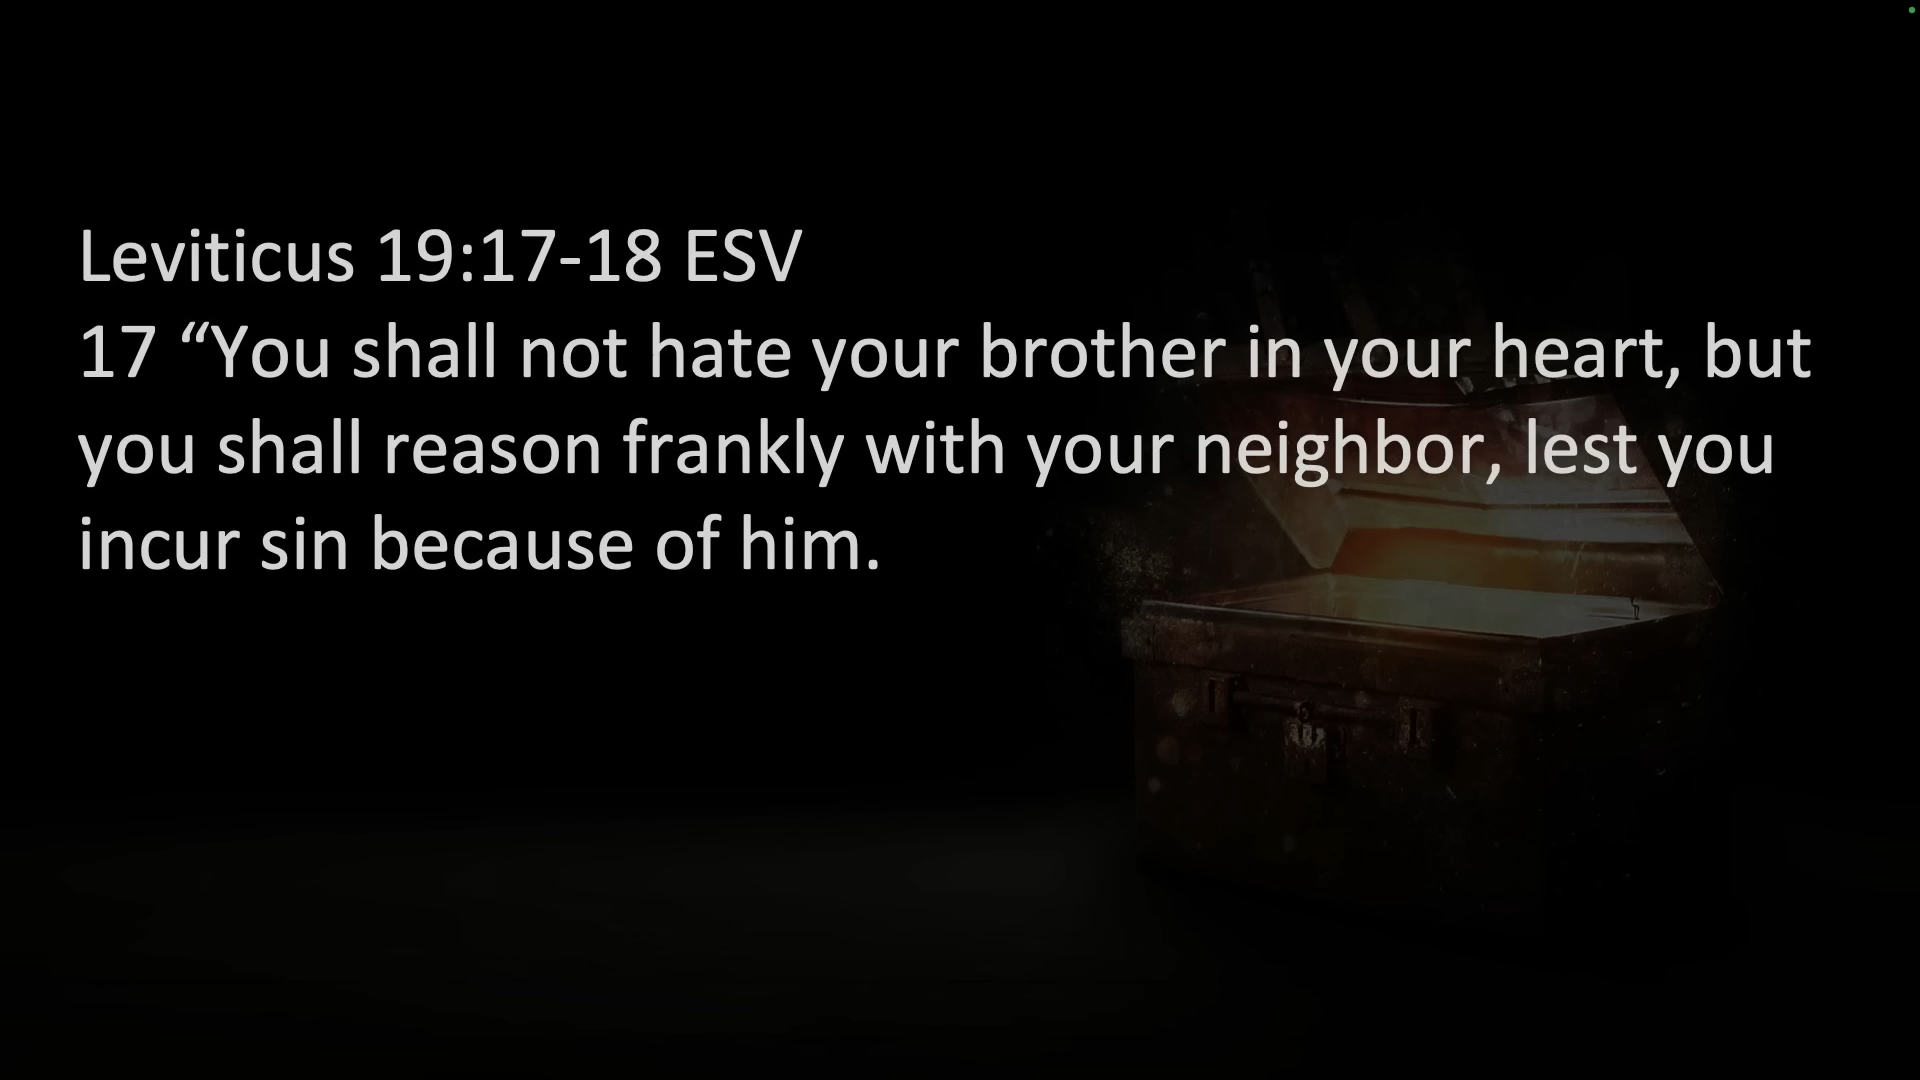 Leviticus 19:17-18 ESV
17 “You shall not hate your brother in your heart, but
you shall reason frankly with your neighbor, lest you
incur sin because of him.